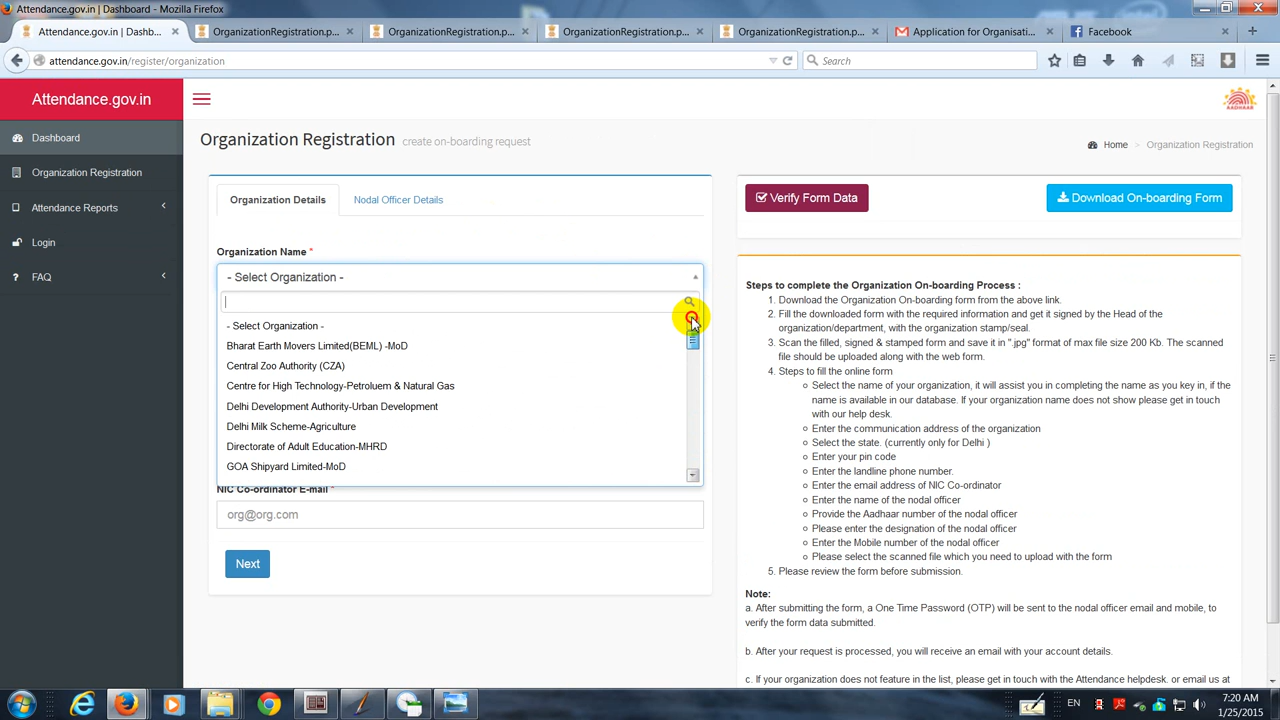 Attendance.gov.in | Dashboard - Mozilla Firefox
Attendance.gov.in | Dashb...
OrganizationRegistration.p...
OrganizationRegistration.p...
OrganizationRegistration.p...
OrganizationRegistration.p...
Application for Organisati...
Facebook
attendance.gov.in/register/organization
Search
Attendance.gov.in
AADHAAR
Dashboard
Organization Registration
Attendance Reports
Login
FAQ
Organization Registration create on-boarding request
Home > Organization Registration
Organization Details
Nodal Officer Details
Organization Name *
- Select Organization -
- Select Organization -
Bharat Earth Movers Limited(BEML) -MoD
Central Zoo Authority (CZA)
Centre for High Technology-Petroluem & Natural Gas
Delhi Development Authority-Urban Development
Delhi Milk Scheme-Agriculture
Directorate of Adult Education-MHRD
GOA Shipyard Limited-MoD
NIC Co-ordinator E-mail *
org@org.com
Next
Verify Form Data
Download On-boarding Form
Steps to complete the Organization On-boarding Process :
1. Download the Organization On-boarding form from the above link.
2. Fill the downloaded form with the required information and get it signed by the Head of the
organization/department, with the organization stamp/seal.
3. Scan the filled, signed & stamped form and save it in ".jpg" format of max file size 200 Kb. The scanned
file should be uploaded along with the web form.
4. Steps to fill the online form
Select the name of your organization, it will assist you in completing the name as you key in, if the
name is available in our database. If your organization name does not show please get in touch
with our help desk.
Enter the communication address of the organization
Select the state. (currently only for Delhi )
Enter your pin code
Enter the landline phone number.
Enter the email address of NIC Co-ordinator
Enter the name of the nodal officer
Provide the Aadhaar number of the nodal officer
Please enter the designation of the nodal officer
Enter the Mobile number of the nodal officer
Please select the scanned file which you need to upload with the form
5. Please review the form before submission.
Note:
a. After submitting the form, a One Time Password (OTP) will be sent to the nodal officer email and mobile, to
verify the form data submitted.
b. After your request is processed, you will receive an email with your account details.
c. If your organization does not feature in the list, please get in touch with the Attendance helpdesk. or email us at
EN
7:20 AM
1/25/2015